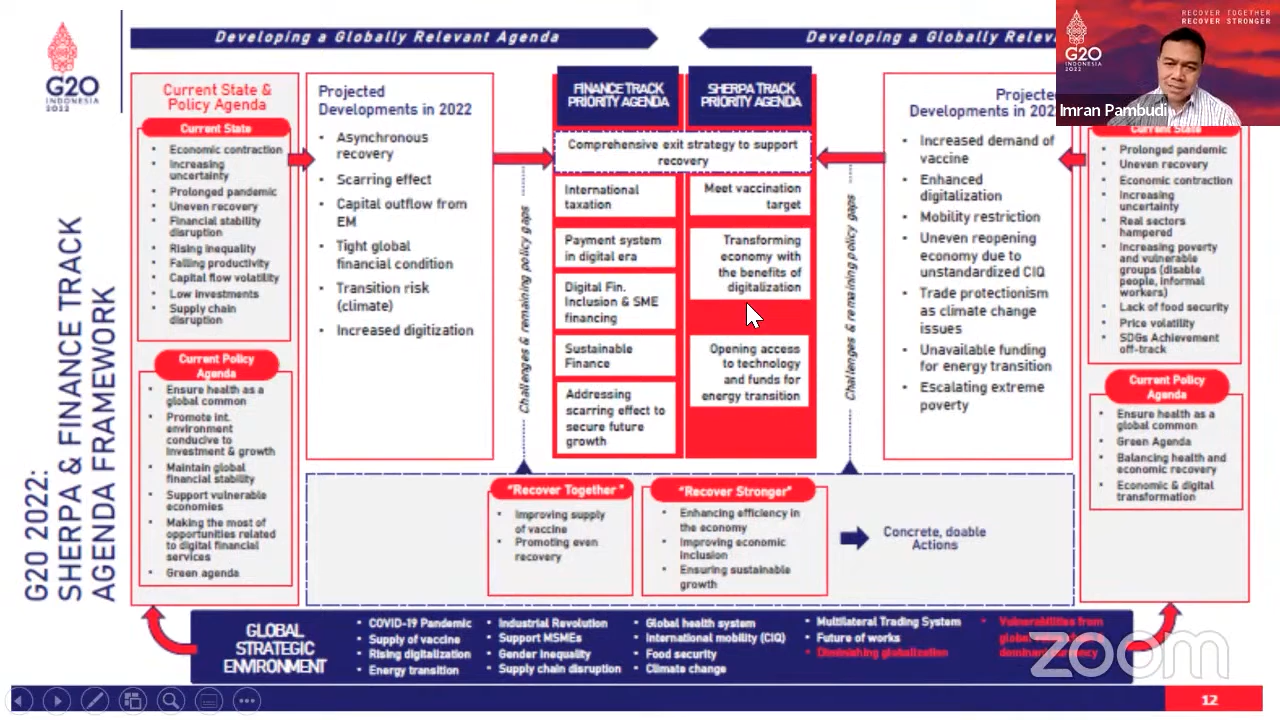 G20
INDONESIA
2022
G20 2022:
SHERPA & FINANCE TRACK
AGENDA FRAMEWORK
Developing a Globally Relevant Agenda
Developing a Globally Relev
RECOVER TOGETHER
RECOVER STRONGER
G20
INDONESIA
2022
Imran Pambudi
Current State &
Policy Agenda
Current State
• Economic contraction
• Increasing
uncertainty
• Prolonged pandemic
• Uneven recovery
• Financial stability
disruption
• Rising inequality
• Falling productivity
• Capital flow volatility
• Low investments
• Supply chain
disruption
Current Policy
Agenda
• Ensure health as a
global common
• Promote int.
environment
conducive to
investment & growth
• Maintain global
financial stability
• Support vulnerable
economies
• Making the most of
opportunities related
to digital financial
services
• Green agenda
Projected
Developments in 2022
• Asynchronous
recovery
• Scarring effect
• Capital outflow from
EM
• Tight global
financial condition
• Transition risk
(climate)
• Increased digitization
Challenges & remaining policy gaps
FINANCE TRACK
PRIORITY AGENDA
SHERPA TRACK
PRIORITY AGENDA
Comprehensive exit strategy to support
recovery
International
taxation
Payment system
in digital era
Digital Fin.
Inclusion & SME
financing
Sustainable
Finance
Addressing
scarring effect to
secure future
growth
Meet vaccination
target
Transforming
economy with
the benefits of
digitalization
Opening access
to technology
and funds for
energy transition
Challenges & remaining policy gaps
Projecte
Developments in 202
• Increased demand of
vaccine
• Enhanced
digitalization
• Mobility restriction
• Uneven reopening
economy due to
unstandardized CIQ
• Trade protectionism
as climate change
issues
• Unavailable funding
for energy transition
• Escalating extreme
poverty
Current State
• Prolonged pandemic
• Uneven recovery
• Economic contraction
• Increasing
uncertainty
• Real sectors
hampered
• Increasing poverty
and vulnerable
groups (disable
people, informal
workers)
• Lack of food security
• Price volatility
• SDGs Achievement
off-track
Current Policy
Agenda
• Ensure health as a
global common
• Green Agenda
• Balancing health and
economic recovery
• Economic & digital
transformation
"Recover Together"
• Improving supply
of vaccine
• Promoting even
recovery
"Recover Stronger"
• Enhancing efficiency in
the economy
• Improving economic
inclusion
• Ensuring sustainable
growth
Concrete, doable
Actions
GLOBAL
STRATEGIC
ENVIRONMENT
• COVID-19 Pandemic
• Supply of vaccine
• Rising digitalization
• Energy transition
• Industrial Revolution
• Support MSMEs
• Gender inequality
• Supply chain disruption
• Global health system
• International mobility (CIQ)
• Food security
• Climate change
• Multilateral Trading System
• Future of works
• Diminishing globalization
• Vulnerabilities from
global
dominant currency
zoom
12